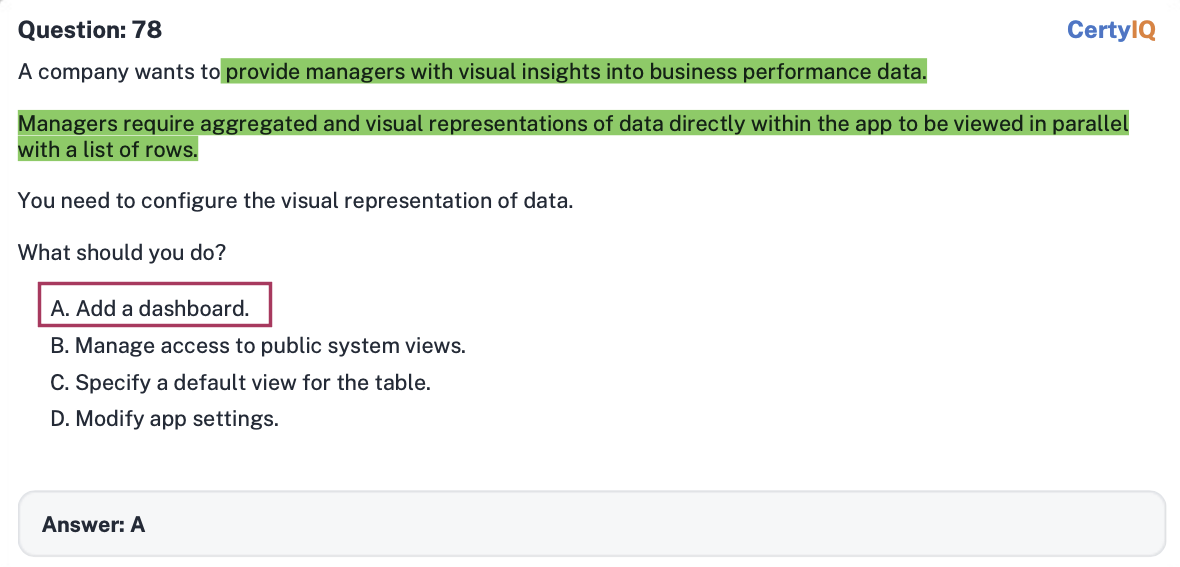 Question: 78
CertyIQ
A company wants to provide managers with visual insights into business performance data.
Managers require aggregated and visual representations of data directly within the app to be viewed in parallel
with a list of rows.
You need to configure the visual representation of data.
What should you do?
A. Add a dashboard.
B. Manage access to public system views.
C. Specify a default view for the table.
D. Modify app settings.
Answer: A